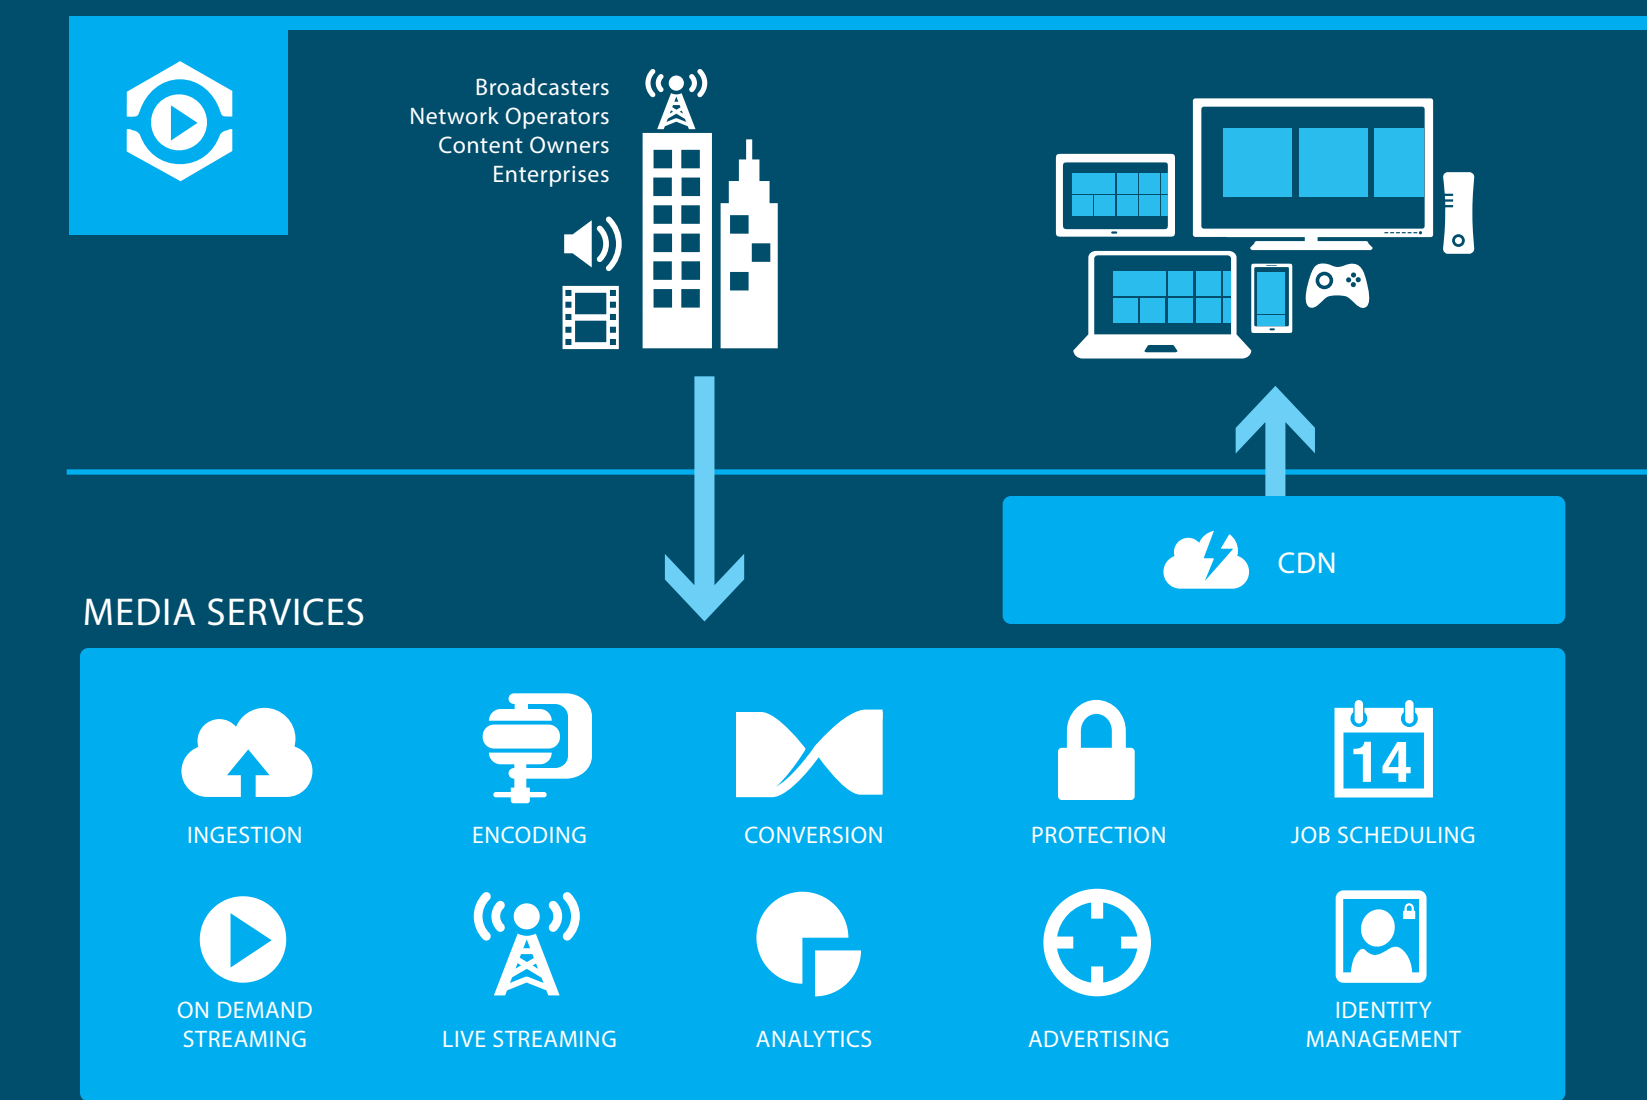 Broadcasters
Network Operators
Content Owners
Enterprises
CDN
MEDIA SERVICES
INGESTION
ENCODING
CONVERSION
PROTECTION
14
JOB SCHEDULING
ON DEMAND
STREAMING
LIVE STREAMING
ANALYTICS
ADVERTISING
IDENTITY
MANAGEMENT